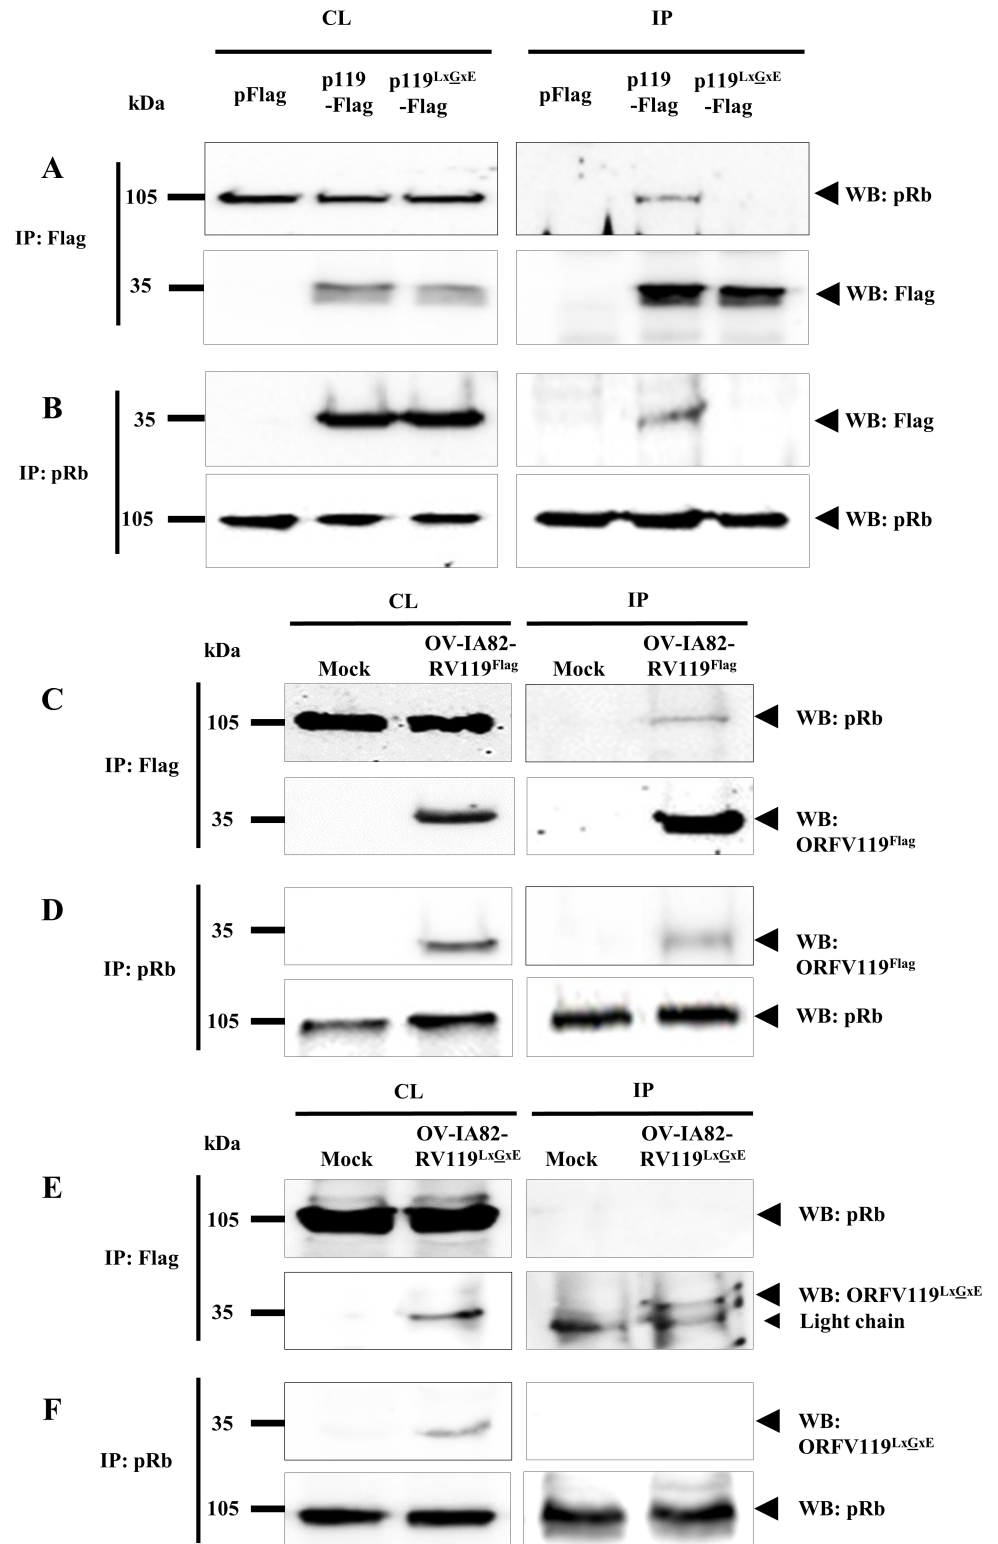 CL IP
kDa pFlag p119 -Flag p119LxGxE -Flag pFlag p119 -Flag p119LxGxE -Flag
A
IP: Flag
105 WB: pRb
35 WB: Flag
B
IP: pRb
35 WB: Flag
105 WB: pRb
CL IP
kDa Mock OV-IA82-RV119Flag Mock OV-IA82-RV119Flag
C
IP: Flag
105 WB: pRb
35 WB:
ORFV119Flag
D
IP: pRb
35 WB:
ORFV119Flag
105 WB: pRb
CL IP
kDa Mock OV-IA82-RV119LxGxE Mock OV-IA82-RV119LxGxE
E
IP: Flag
105 WB: pRb
WB: ORFV119LxGxE
35 Light chain
F
IP: pRb
35 WB:
ORFV119LxGxE
105 WB: pRb